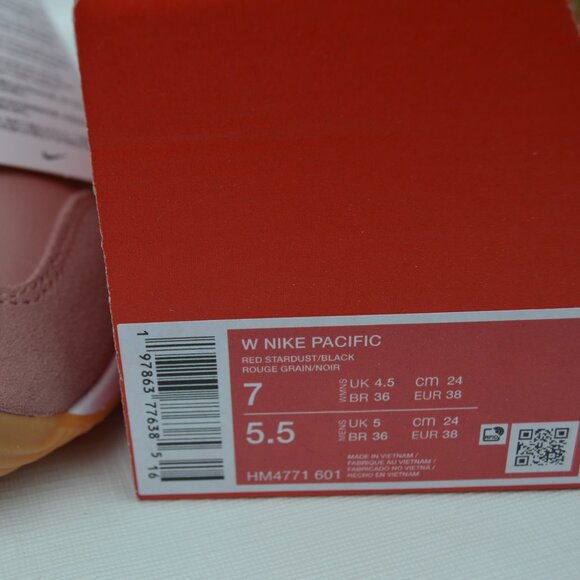 W NIKE PACIFIC
RED STARDUST/BLACK
ROUGE GRAIN/NOIR
7 WMNS UK 4.5 cm 24
BR 36 EUR 38
5.5 MENS UK 5 cm 24
BR 36 EUR 38
MADE IN VIETNAM /
FABRIQUE AU VIETNAM /
FABRICADO NO VIETNÃ /
HECHO EN VIETNAM
HM4771 601
1 97863 77638 5 16